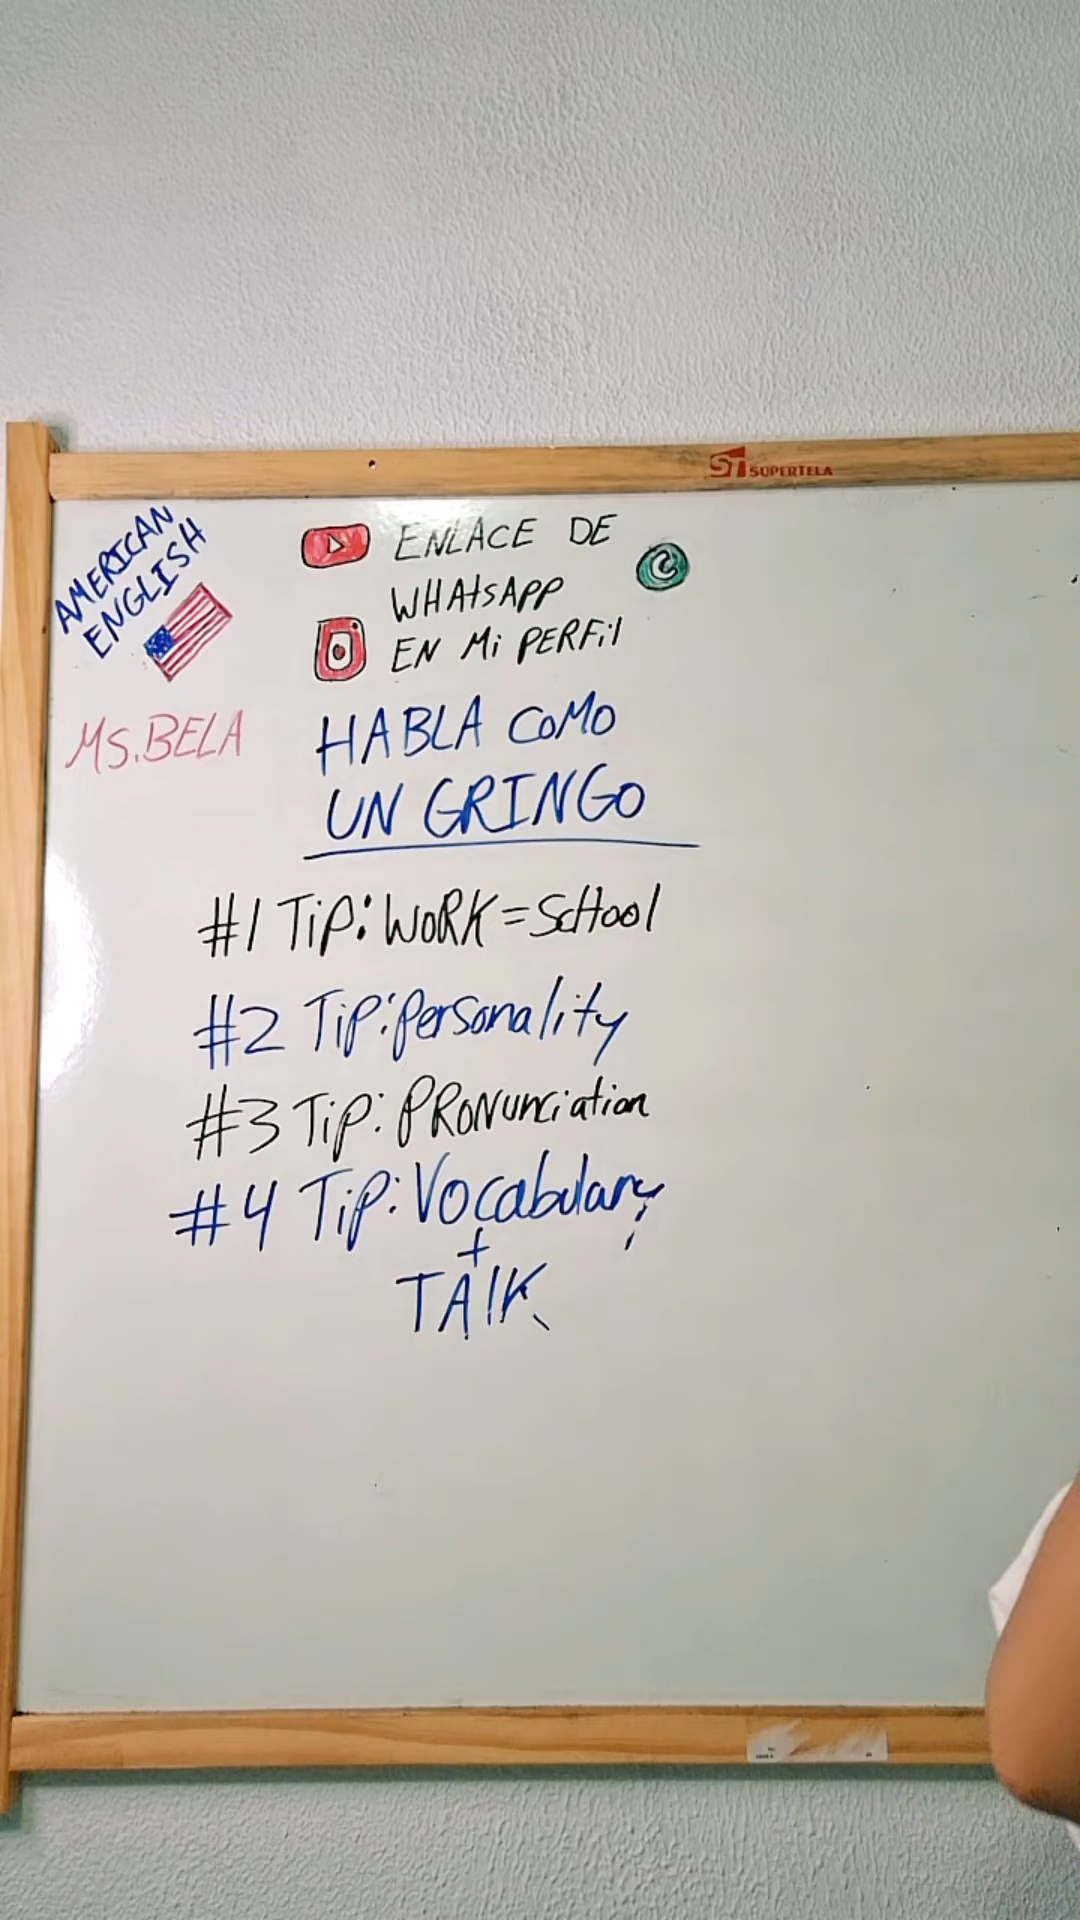 ST SUPERTELA
AMERICAN
ENGLISH
ENLACE DE
WHAtSAPP
EN Mi PERFil
MS.BELA
HABLA CoMO
UN GRINGO
#1 TiP: WoRK = ScHool
#2 TiP: Personality
#3 TiP: PRoNunciation
#4 TiP: Vocabulary
+
TAlK